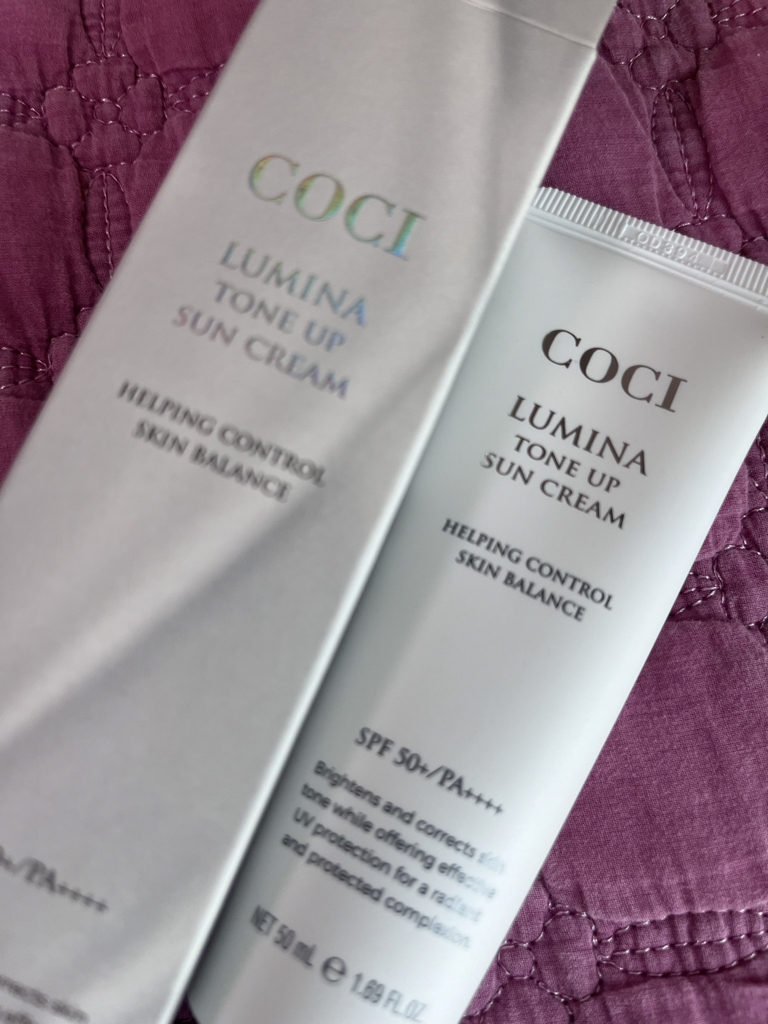 COCI
LUMINA
TONE UP
SUN CREAM
HELPING CONTROL
SKIN BALANCE
/PA++++
COCI
LUMINA
TONE UP
SUN CREAM
HELPING CONTROL
SKIN BALANCE
SPF 50+/PA++++
Brightens and corrects skin
tone while offering effective
UV protection for a radiant
and protected complexion.
NET 50 mL ℮ 1.69 FL.OZ.